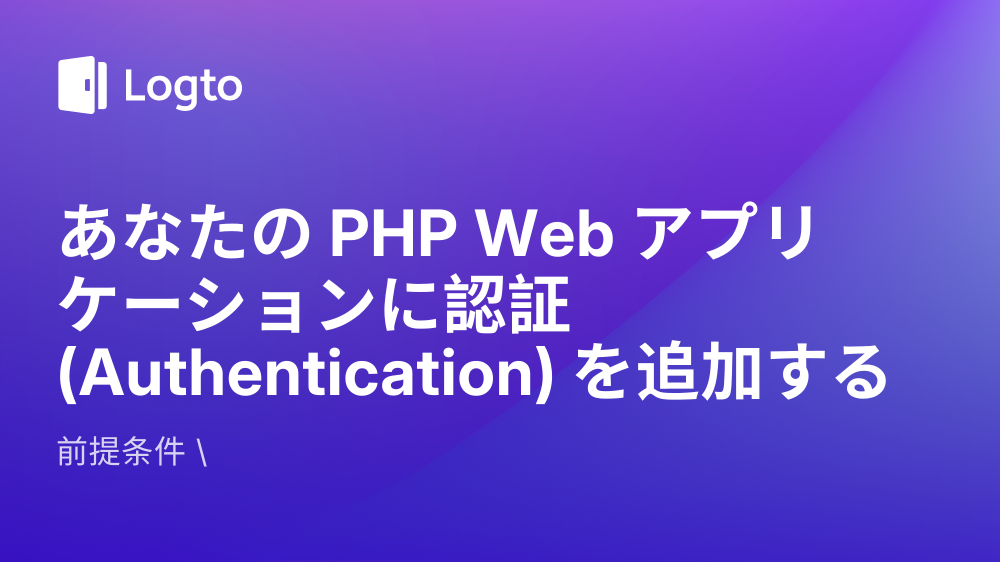 Logto
あなたの PHP Web アプリ
ケーションに認証
(Authentication) を追加する
前提条件 \